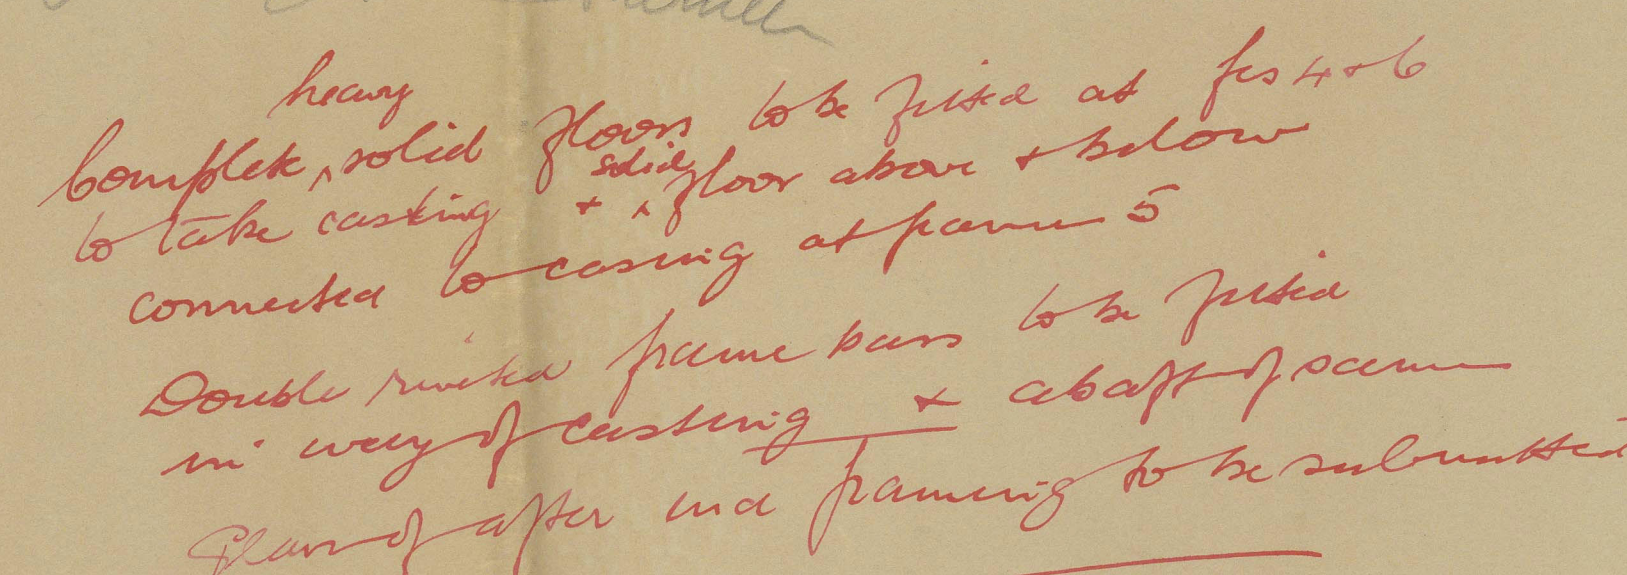 Complete ^heavy solid floors to be fitted at frs 4 + 6
to take casting + ^solid floor above + below
connected to casting at frame 5
Double riveted frame bars to be fitted
in way of casting + abaft of same
Plan of after end framing to be submitted